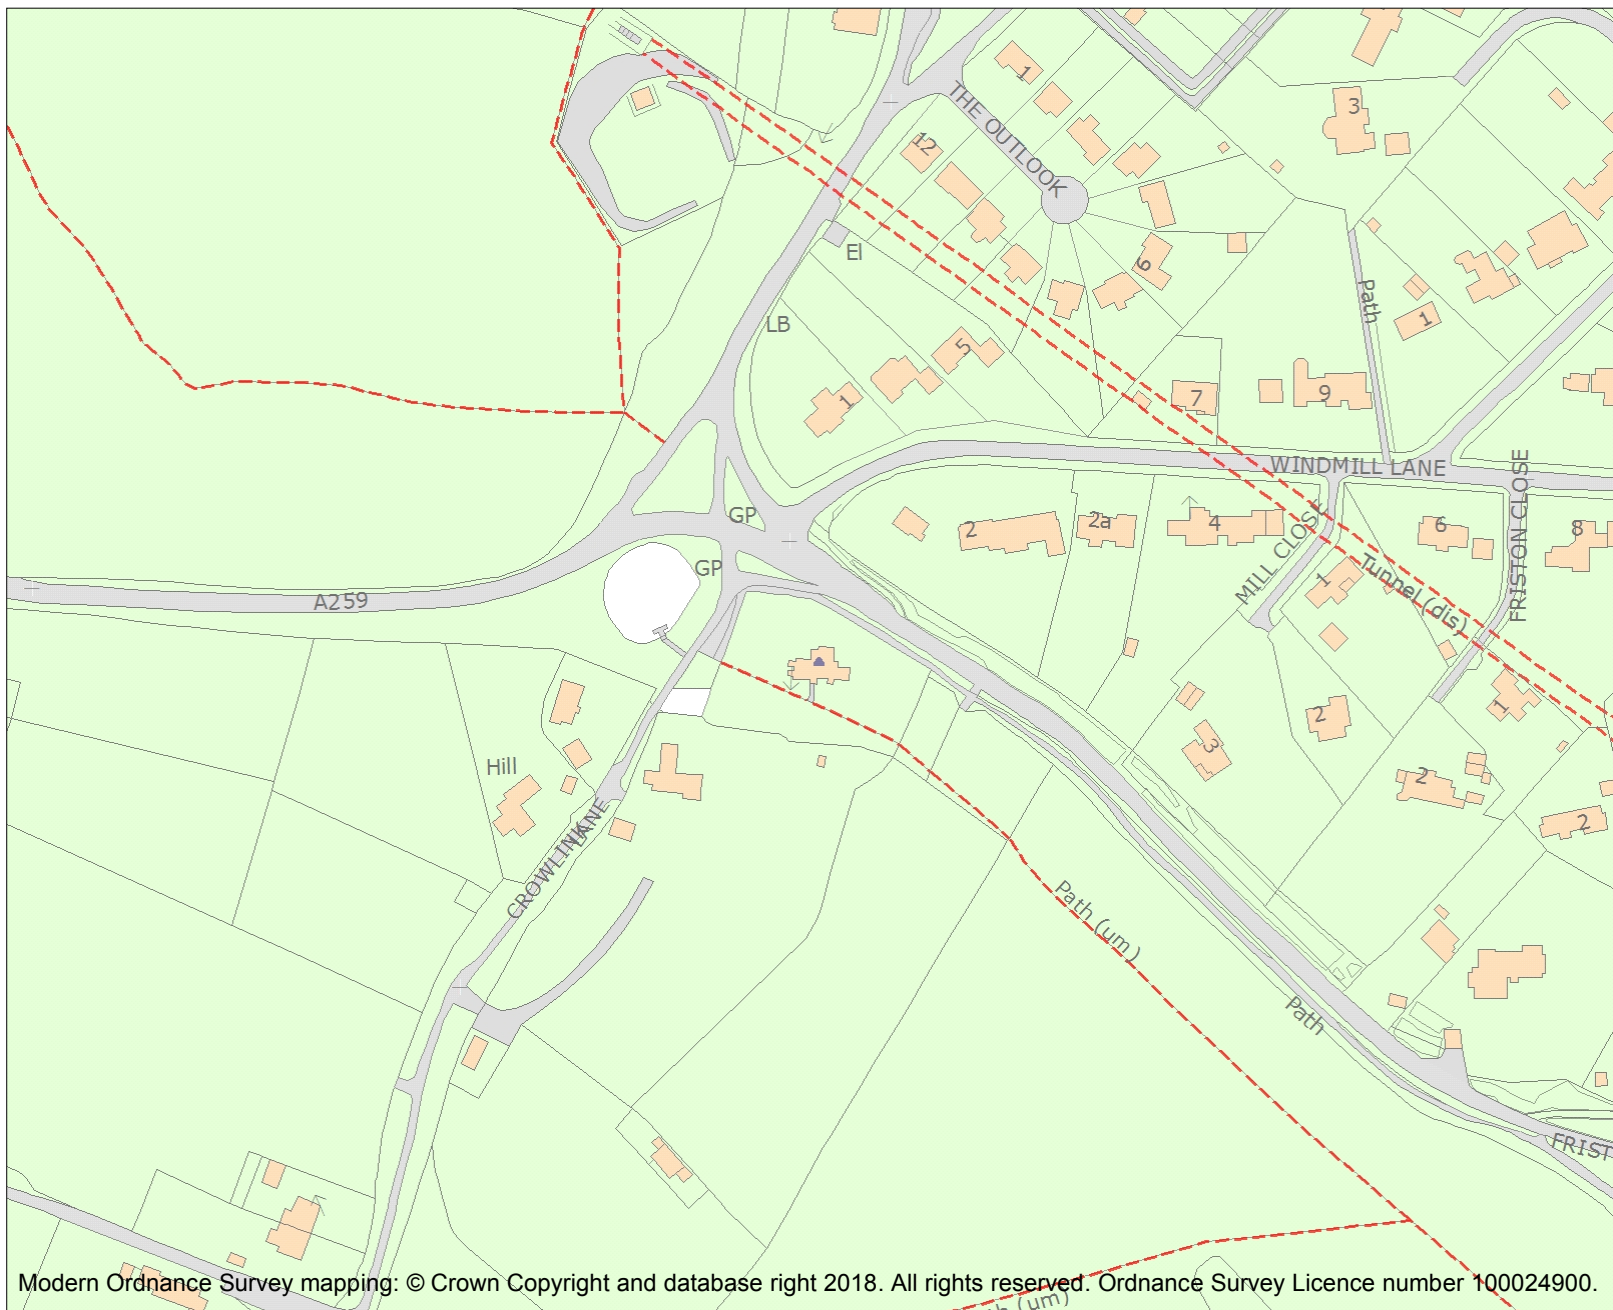 1
3
THE OUTLOOK
12
El
6
Path
1
LB
5
1
7
9
WINDMILL LANE
FRISTON CLOSE
GP
2
2a
4
6
8
MILL CLOSE
GP
A259
1
Tunnel (dis)
1
2
3
Hill
2
2
CROWLINK
LANE
Path (um)
Path
FRIST
Modern Ordnance Survey mapping: © Crown Copyright and database right 2018. All rights reserved. Ordnance Survey Licence number 100024900.
(um)